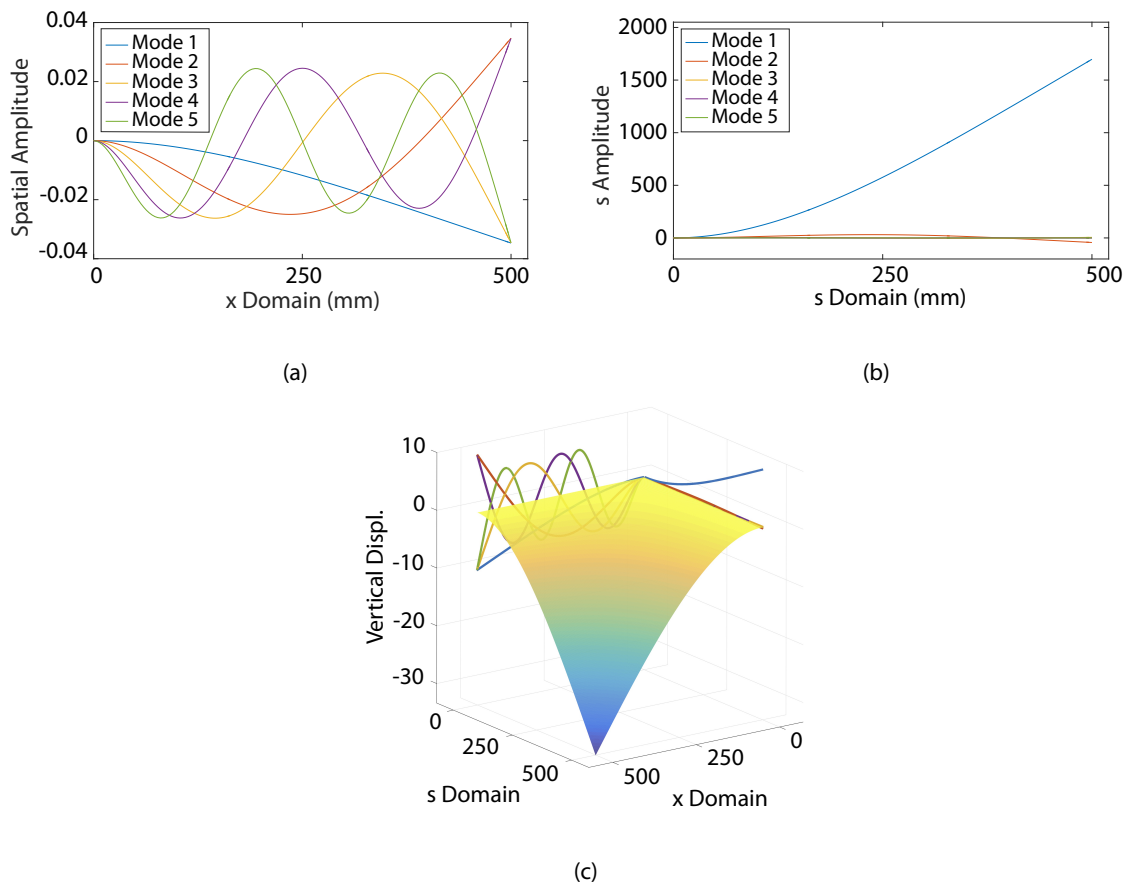 0.04
0.02
0
-0.02
-0.04
Spatial Amplitude
Mode 1
Mode 2
Mode 3
Mode 4
Mode 5
0
250
500
x Domain (mm)
(a)
2000
1500
1000
500
0
s Amplitude
Mode 1
Mode 2
Mode 3
Mode 4
Mode 5
0
250
500
s Domain (mm)
(b)
10
0
-10
-20
-30
Vertical Displ.
0
250
500
s Domain
500
250
0
x Domain
(c)